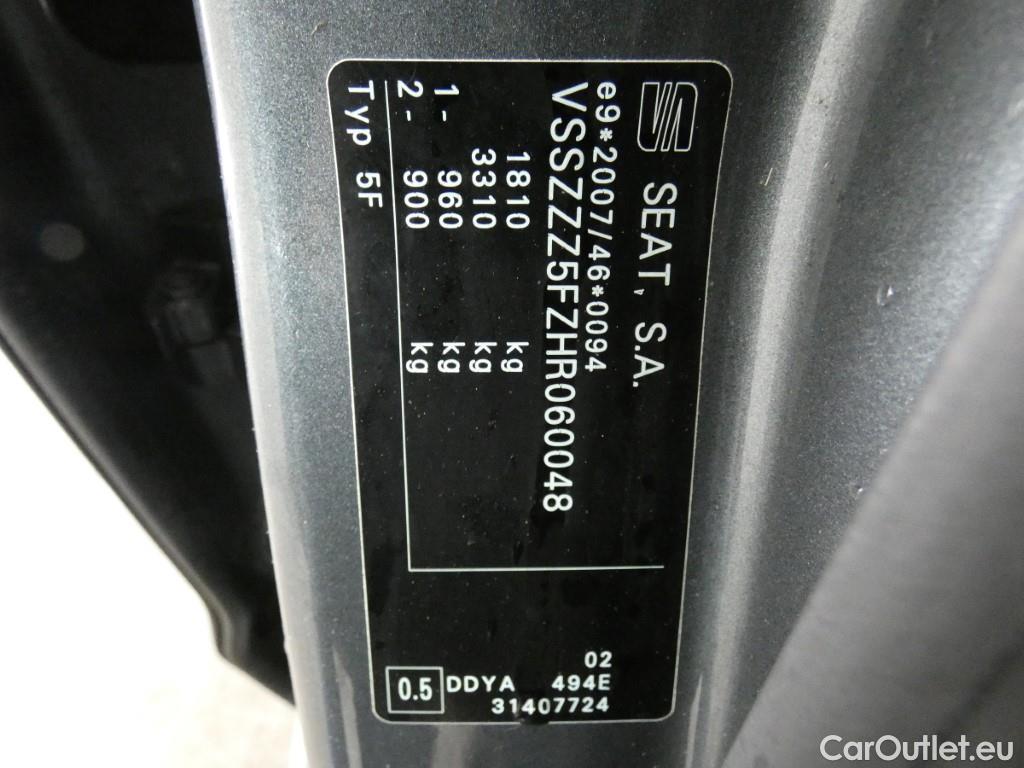 SEAT, S.A.
e9*2007/46*0094
VSSZZZ5FZHR060048
1810 kg
3310 kg
1- 960 kg
2- 900 kg
Typ 5F
02
494E
31407724
DDYA
0.5
CarOutlet.eu